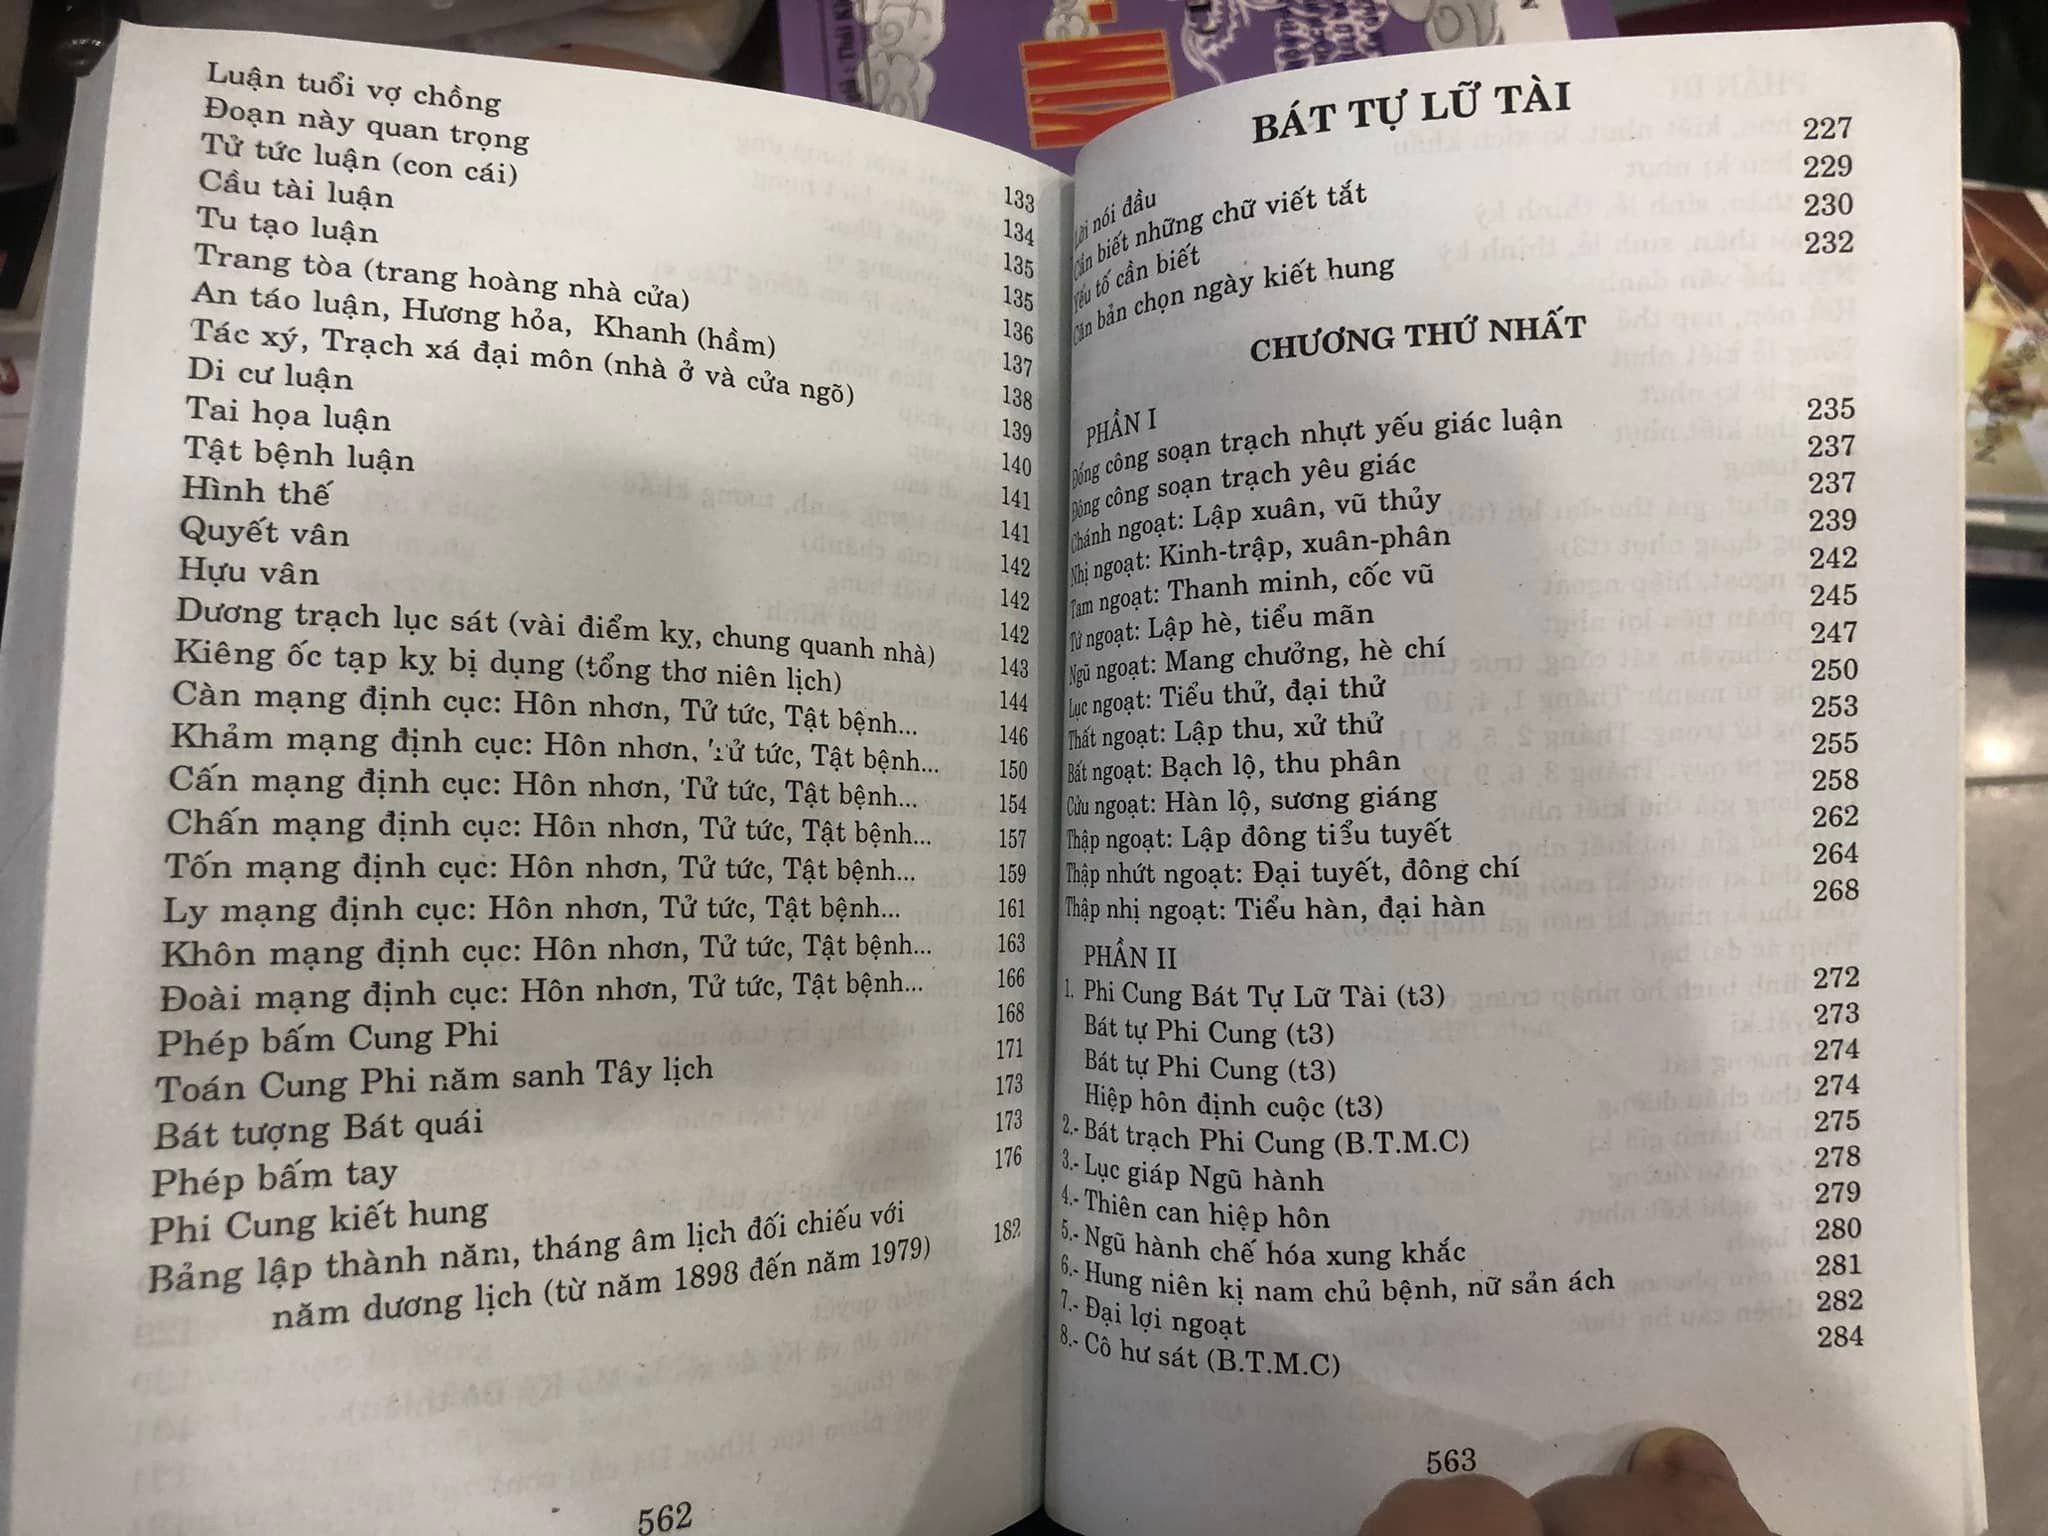 Luận tuổi vợ chồng 133
Đoạn này quan trọng 134
Tử tức luận (con cái) 135
Cầu tài luận 135
Tu tạo luận 136
Trang tòa (trang hoàng nhà cửa) 137
An táo luận, Hương hỏa, Khanh (hầm) 138
Tác xý, Trạch xá đại môn (nhà ở và cửa ngõ) 139
Di cư luận 140
Tai họa luận 141
Tật bệnh luận 141
Hình thế 142
Quyết vân 142
Hựu vân 142
Dương trạch lục sát (vài điểm kỵ, chung quanh nhà) 143
Kiêng ốc tạp kỵ bị dụng (tổng thơ niên lịch) 144
Càn mạng định cục: Hôn nhơn, Tử tức, Tật bệnh... 146
Khảm mạng định cục: Hôn nhơn, Tử tức, Tật bệnh... 150
Cấn mạng định cục: Hôn nhơn, Tử tức, Tật bệnh... 154
Chấn mạng định cục: Hôn nhơn, Tử tức, Tật bệnh... 157
Tốn mạng định cục: Hôn nhơn, Tử tức, Tật bệnh... 159
Ly mạng định cục: Hôn nhơn, Tử tức, Tật bệnh... 161
Khôn mạng định cục: Hôn nhơn, Tử tức, Tật bệnh... 163
Đoài mạng định cục: Hôn nhơn, Tử tức, Tật bệnh... 166
Phép bấm Cung Phi 168
Toán Cung Phi năm sanh Tây lịch 171
Bát tượng Bát quái 173
Phép bấm tay 173
Phi Cung kiết hung 176
Bảng lập thành năm, tháng âm lịch đối chiếu với
năm dương lịch (từ năm 1898 đến năm 1979) 182
562
BÁT TỰ LỮ TÀI
Lời nói đầu 227
Cần biết những chữ viết tắt 229
Yếu tố cần biết 230
Căn bản chọn ngày kiết hung 232
CHƯƠNG THỨ NHẤT
PHẦN I
Đổng công soạn trạch nhựt yếu giác luận 235
Đổng công soạn trạch yêu giác 237
Chánh ngoạt: Lập xuân, vũ thủy 237
Nhị ngoạt: Kinh-trập, xuân-phân 239
Tam ngoạt: Thanh minh, cốc vũ 242
Tứ ngoạt: Lập hè, tiểu mãn 245
Ngũ ngoạt: Mang chưởng, hè chí 247
Lục ngoạt: Tiểu thử, đại thử 250
Thất ngoạt: Lập thu, xử thử 253
Bát ngoạt: Bạch lộ, thu phân 255
Cửu ngoạt: Hàn lộ, sương giáng 258
Thập ngoạt: Lập đông tiểu tuyết 262
Thập nhứt ngoạt: Đại tuyết, đông chí 264
Thập nhị ngoạt: Tiểu hàn, đại hàn 268
PHẦN II
1. Phi Cung Bát Tự Lữ Tài (t3) 272
Bát tự Phi Cung (t3) 273
Bát tự Phi Cung (t3) 274
Hiệp hôn định cuộc (t3) 274
2.- Bát trạch Phi Cung (B.T.M.C) 275
3.- Lục giáp Ngũ hành 278
4.- Thiên can hiệp hôn 279
5.- Ngũ hành chế hóa xung khắc 280
6.- Hung niên kị nam chủ bệnh, nữ sản ách 281
7.- Đại lợi ngoạt 282
8.- Cô hư sát (B.T.M.C) 284
563